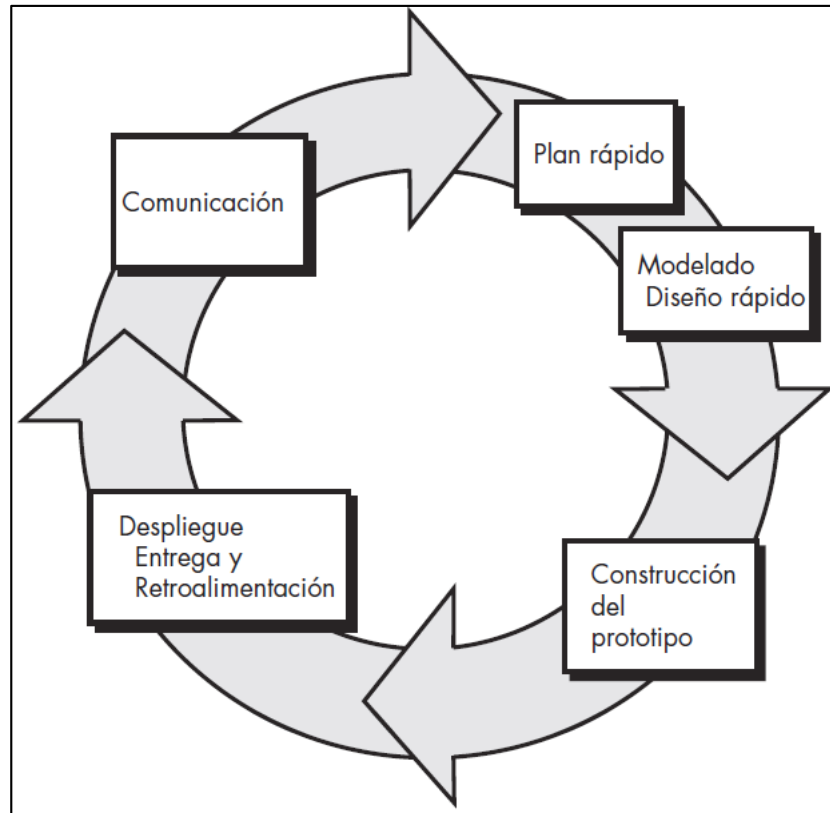 Comunicación
Plan rápido
Modelado
Diseño rápido
Construcción
del
prototipo
Despliegue
Entrega y
Retroalimentación